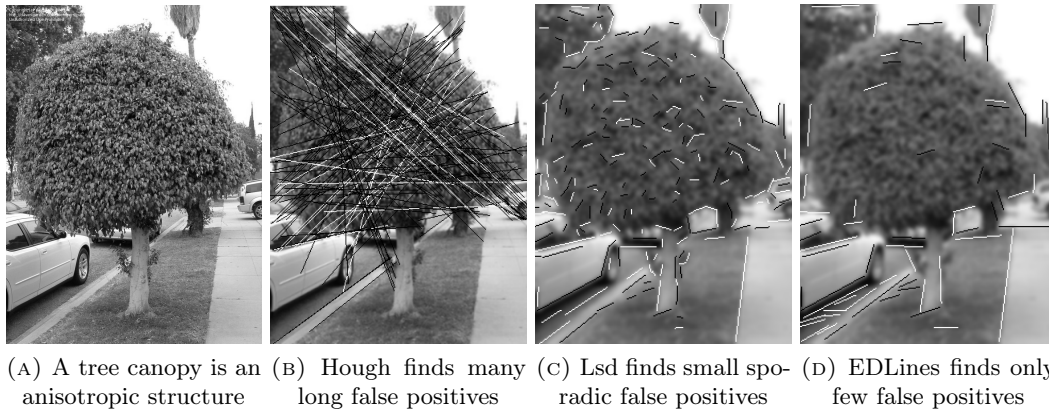 (A) A tree canopy is an
anisotropic structure
(B) Hough finds many
long false positives
(C) Lsd finds small spo-
radic false positives
(D) EDLines finds only
few false positives